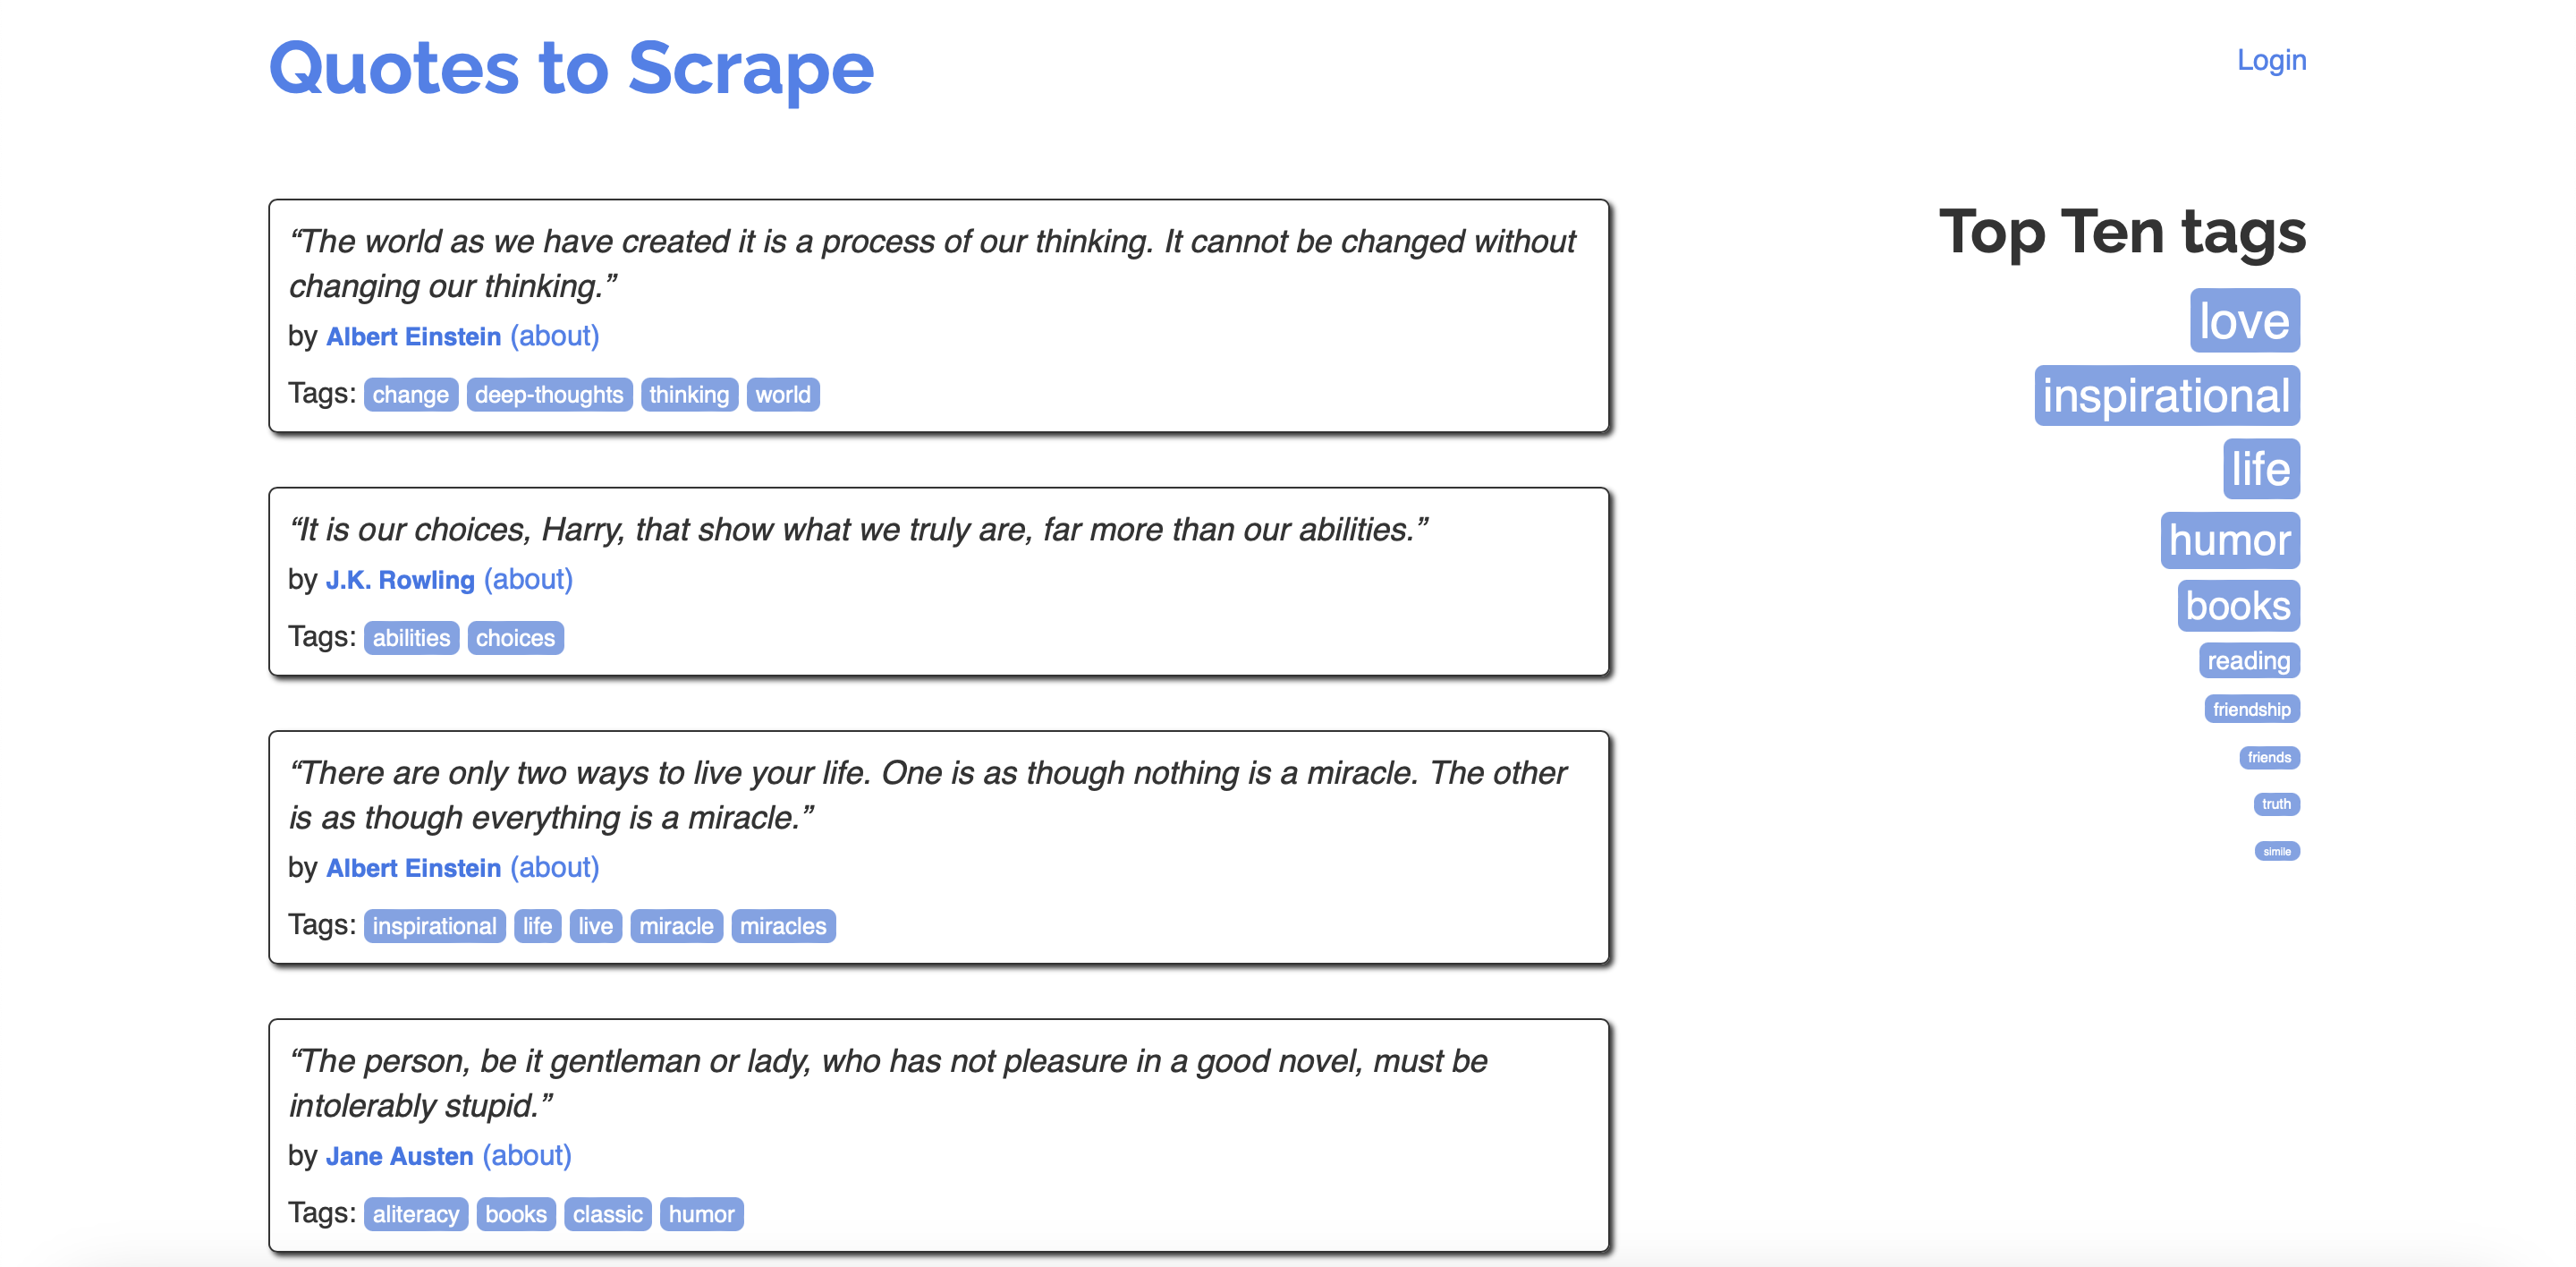 Quotes to Scrape
Login
“The world as we have created it is a process of our thinking. It cannot be changed without
changing our thinking.”
by Albert Einstein (about)
Tags: change deep-thoughts thinking world
“It is our choices, Harry, that show what we truly are, far more than our abilities.”
by J.K. Rowling (about)
Tags: abilities choices
“There are only two ways to live your life. One is as though nothing is a miracle. The other
is as though everything is a miracle.”
by Albert Einstein (about)
Tags: inspirational life live miracle miracles
“The person, be it gentleman or lady, who has not pleasure in a good novel, must be
intolerably stupid.”
by Jane Austen (about)
Tags: aliteracy books classic humor
Top Ten tags
love
inspirational
life
humor
books
reading
friendship
friends
truth
simile